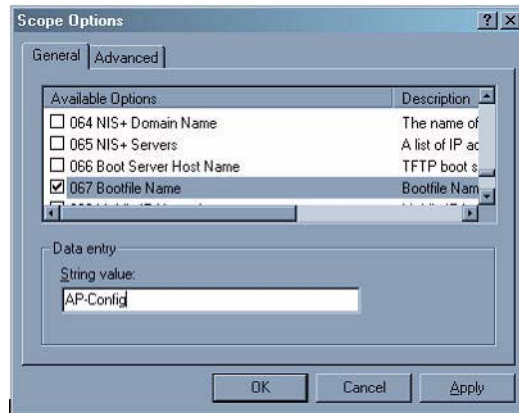 Scope Options
General
Advanced
Available Options
Description
064 NIS+ Domain Name
The name of
065 NIS+ Servers
A list of IP ac
066 Boot Server Host Name
TFTP boot s
067 Bootfile Name
Bootfile Nam
Data entry
String value:
AP-Config
OK
Cancel
Apply